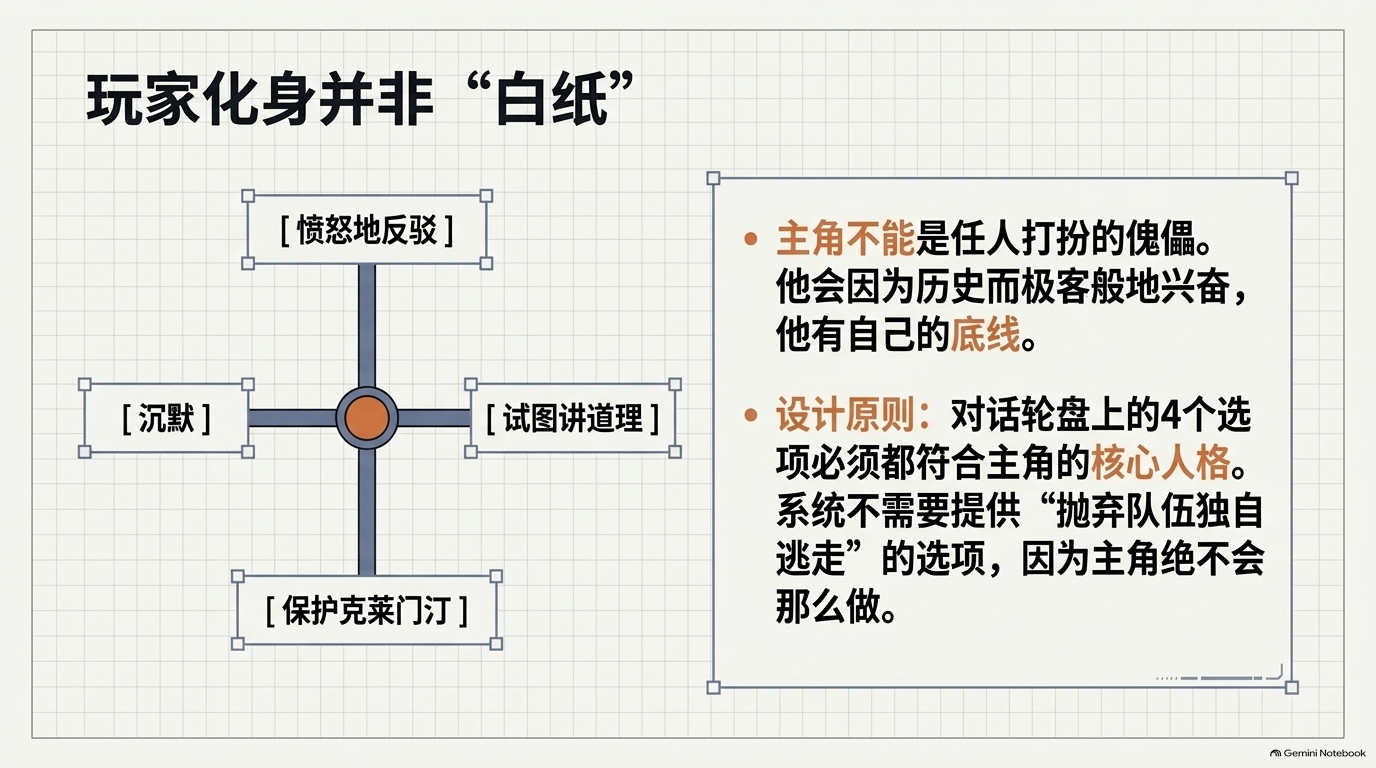 玩家化身并非“白纸”
[ 愤怒地反驳 ]
[ 沉默 ]
[ 试图讲道理 ]
[ 保护克莱门汀 ]
• 主角不能是任人打扮的傀儡。
他会因为历史而极客般地兴奋，
他有自己的底线。
• 设计原则：对话轮盘上的4个选
项必须都符合主角的核心人格。
系统不需要提供“抛弃队伍独自
逃走”的选项，因为主角绝不会
那么做。
Gemini Notebook